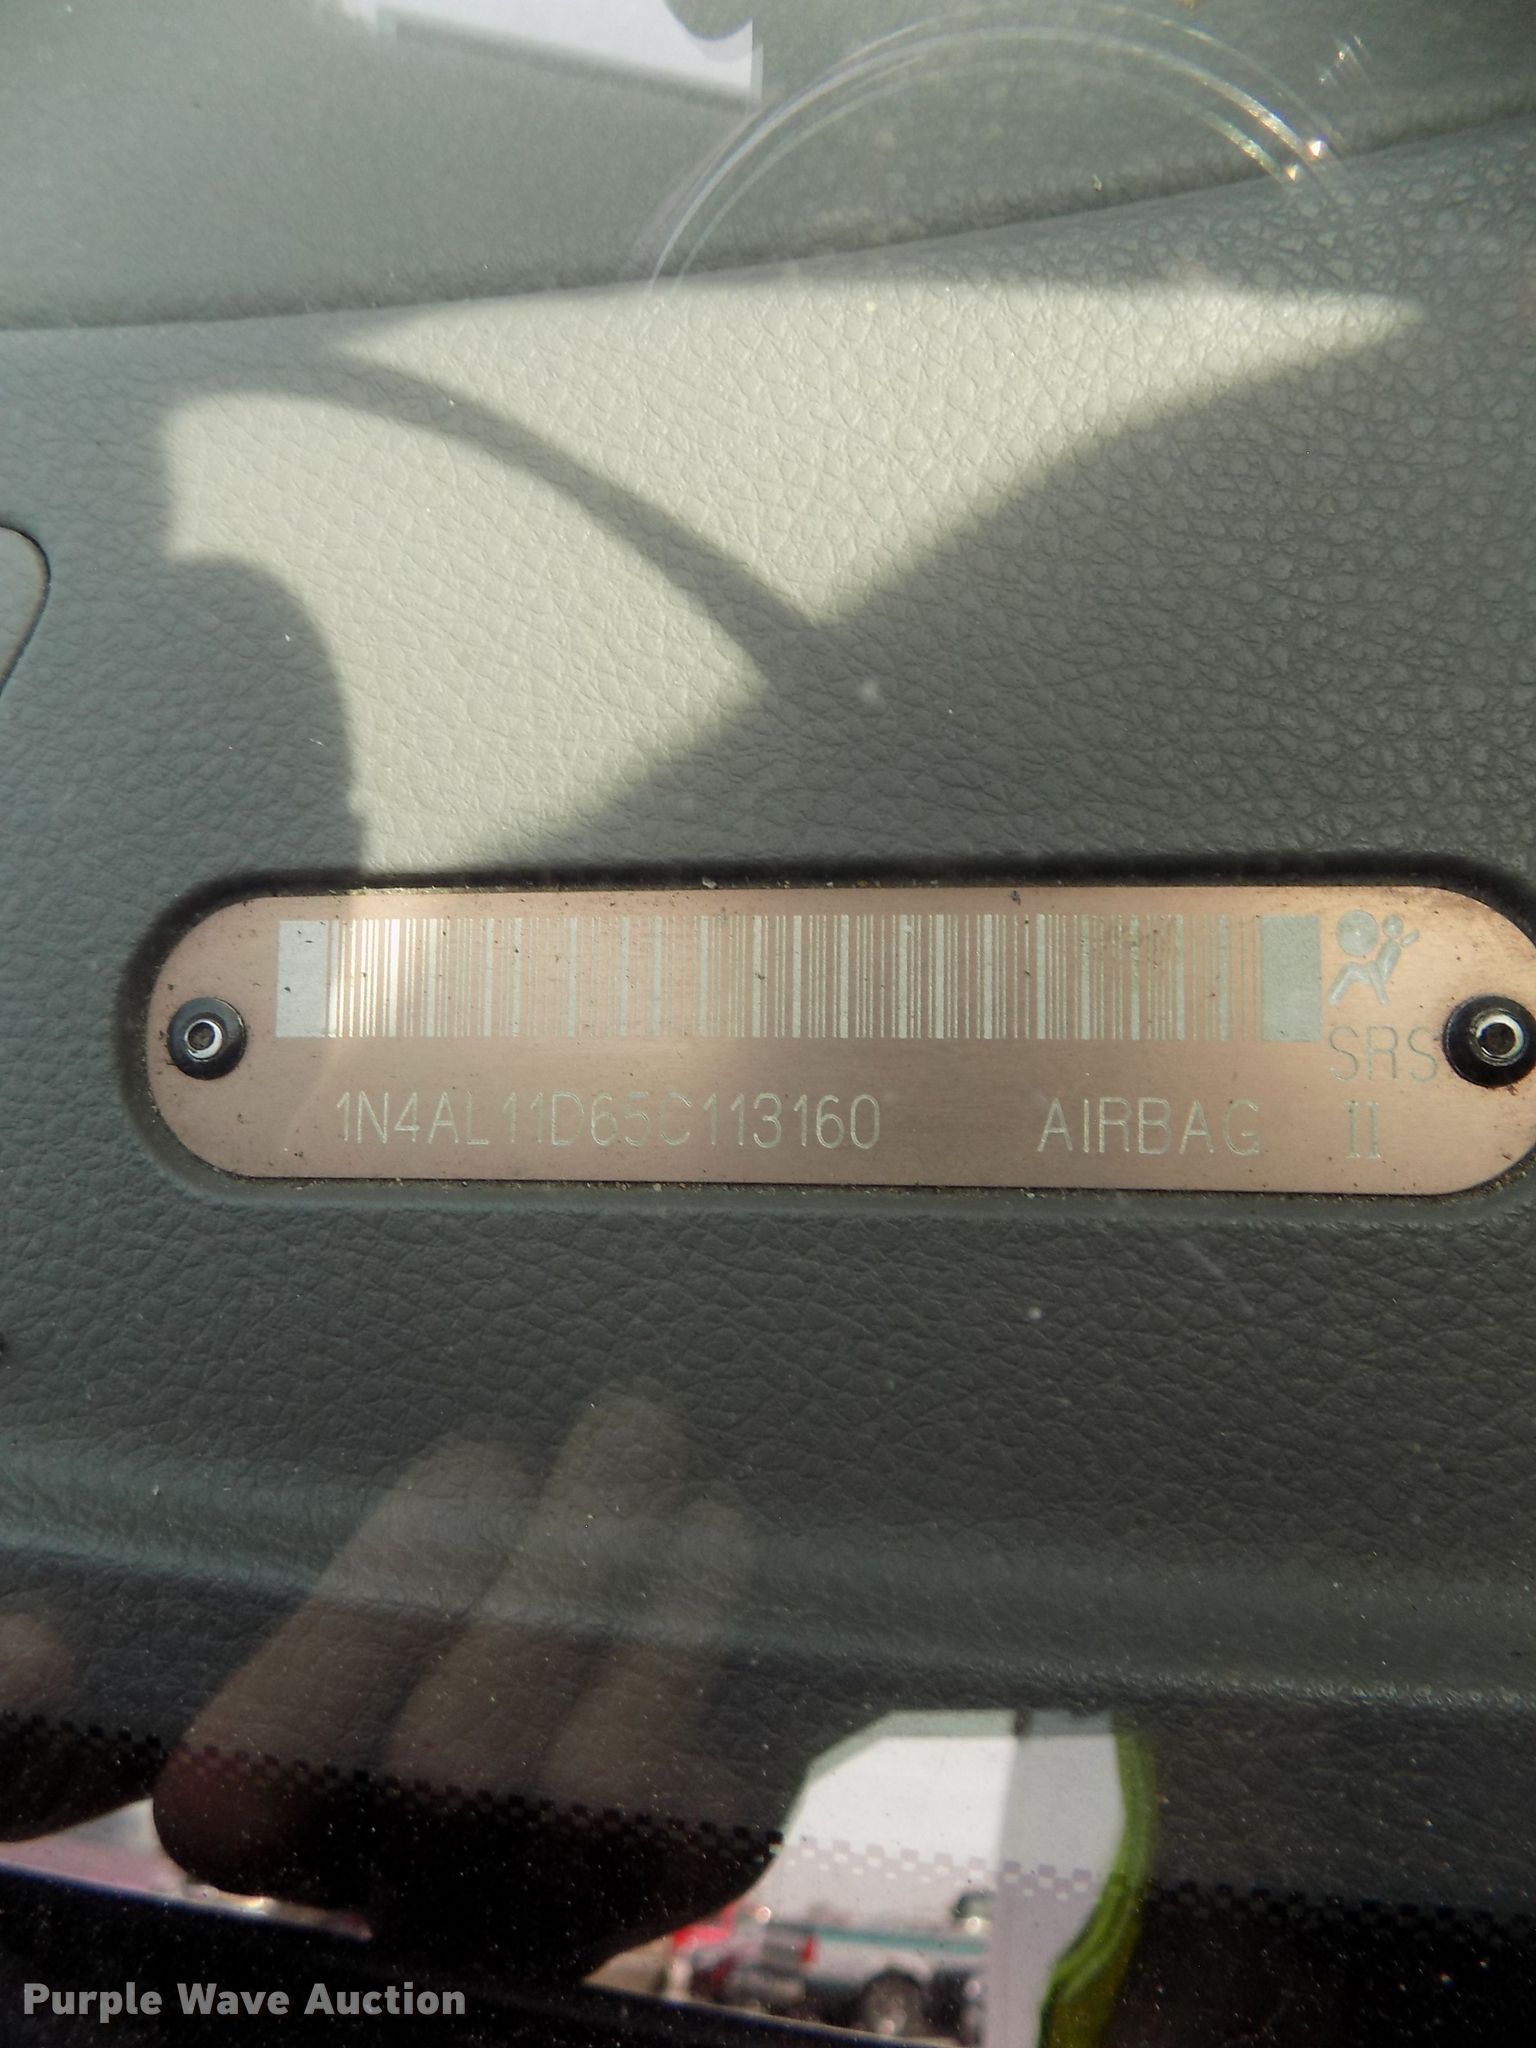 SRS
1N4AL11D65C113160 AIRBAG II
Purple Wave Auction